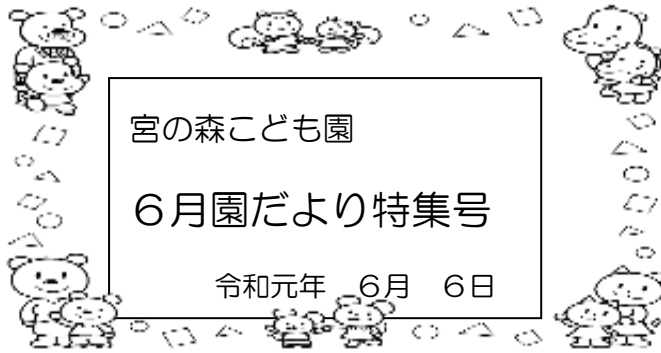 宮の森こども園
６月園だより特集号
令和元年　６月　６日